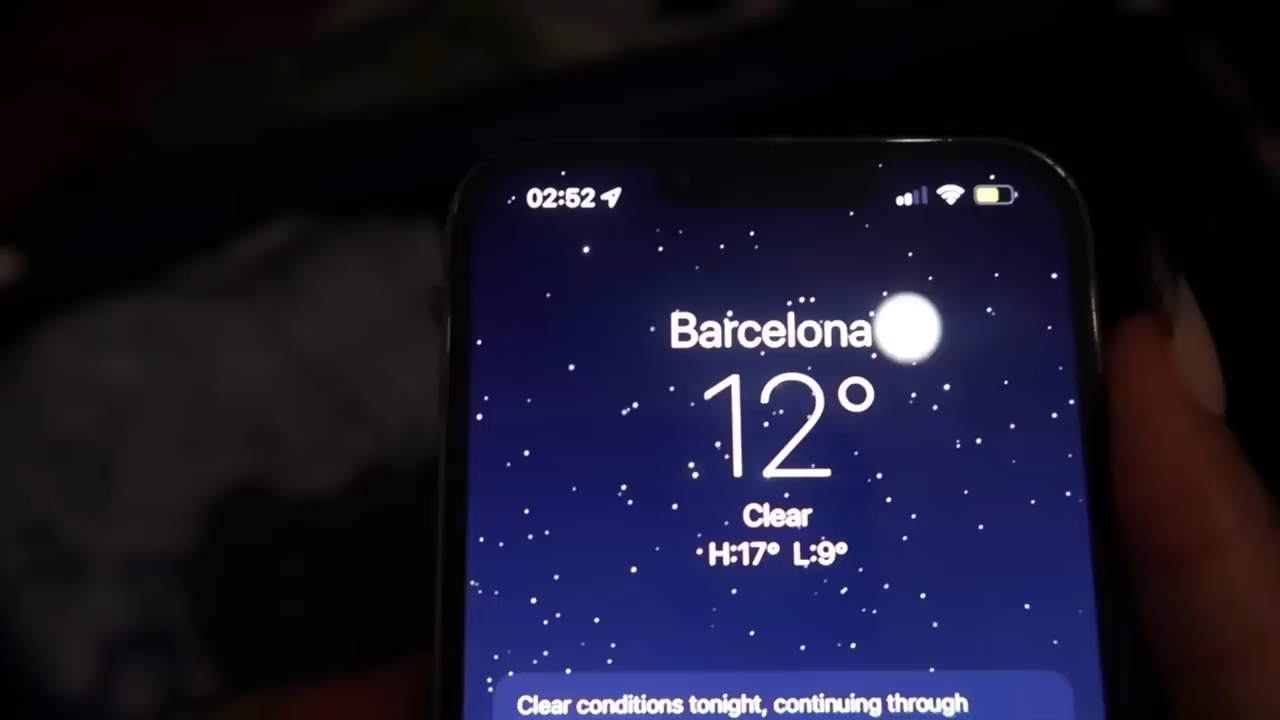 02:52
Barcelona
12°
Clear
H:17° L:9°
Clear conditions tonight, continuing through